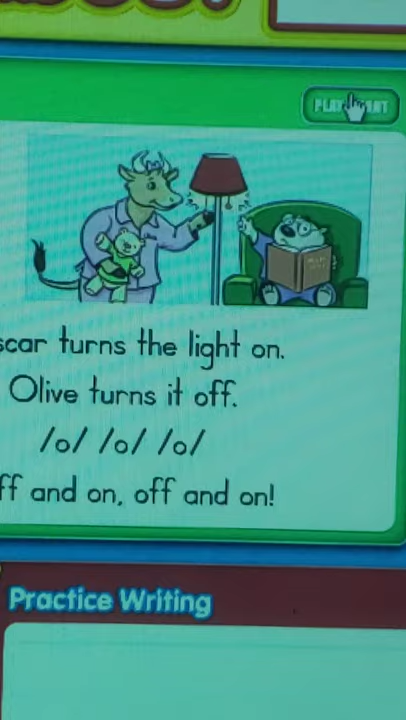 scar turns the light on.
Olive turns it off.
/o/ /o/ /o/
ff and on, off and on!
Practice Writing